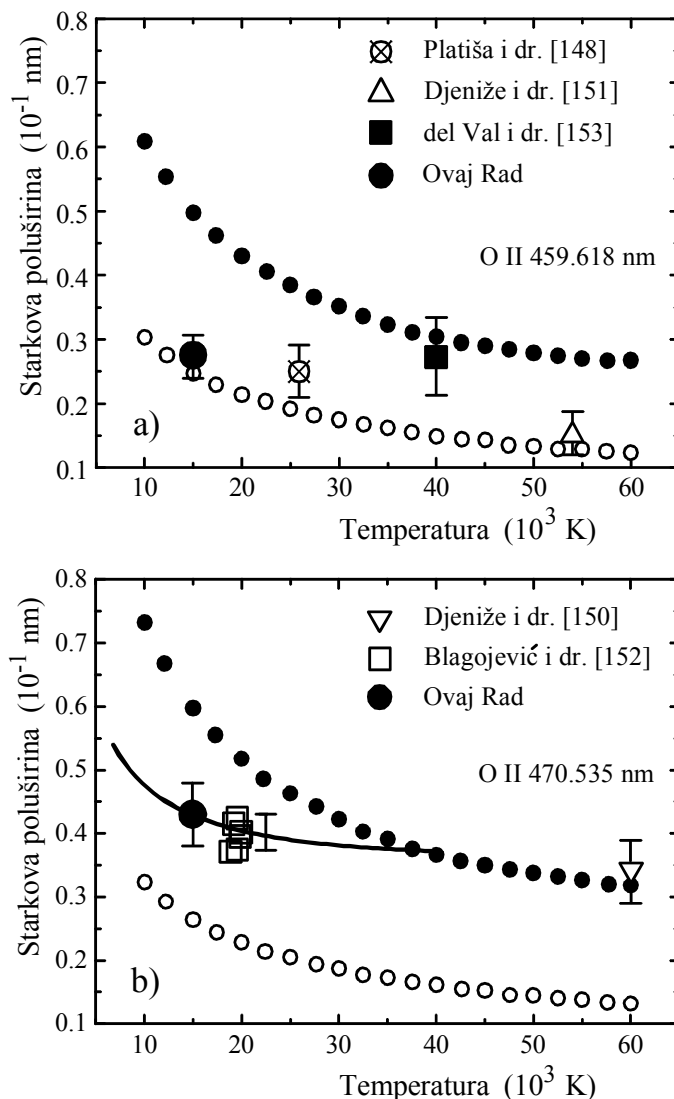 0.8
0.7
0.6
0.5
0.4
0.3
0.2
0.1
Starkova poluširina (10⁻¹ nm)
Platiša i dr. [148]
Djeniže i dr. [151]
del Val i dr. [153]
Ovaj Rad
O II 459.618 nm
a)
10 20 30 40 50 60
Temperatura (10³ K)
0.8
0.7
0.6
0.5
0.4
0.3
0.2
0.1
Starkova poluširina (10⁻¹ nm)
Djeniže i dr. [150]
Blagojević i dr. [152]
Ovaj Rad
O II 470.535 nm
b)
10 20 30 40 50 60
Temperatura (10³ K)